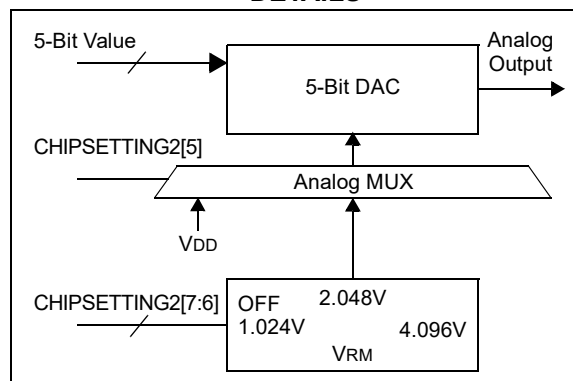 5-Bit Value
Analog
Output
5-Bit DAC
CHIPSETTING2[5]
Analog MUX
VDD
CHIPSETTING2[7:6]
OFF
2.048V
1.024V
4.096V
VRM